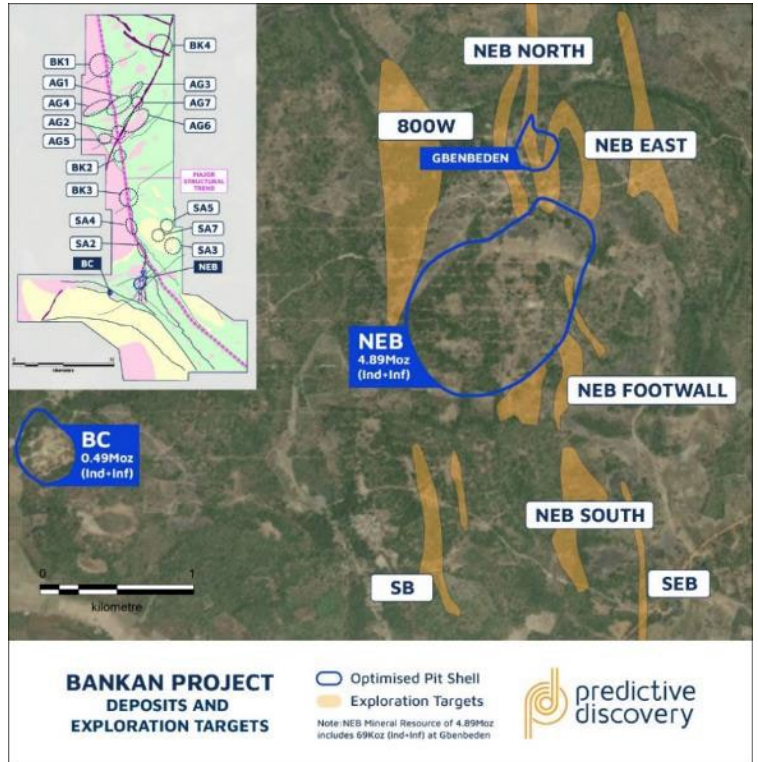 BK4
BK1
AG1
AG3
AG4
AG7
AG2
AG6
AG5
BK2
MAJOR
STRUCTURAL
TREND
BK3
SA5
SA4
SA7
SA2
SA3
BC
NEB
kilometre
NEB NORTH
800W
NEB EAST
GBENBEDEN
NEB
4.89Moz
(Ind+Inf)
NEB FOOTWALL
BC
0.49Moz
(Ind+Inf)
NEB SOUTH
SB
SEB
0 1
kilometre
BANKAN PROJECT
DEPOSITS AND
EXPLORATION TARGETS
Optimised Pit Shell
Exploration Targets
Note:NEB Mineral Resource of 4.89Moz
includes 69Koz (Ind+Inf) at Gbenbeden
predictive
discovery